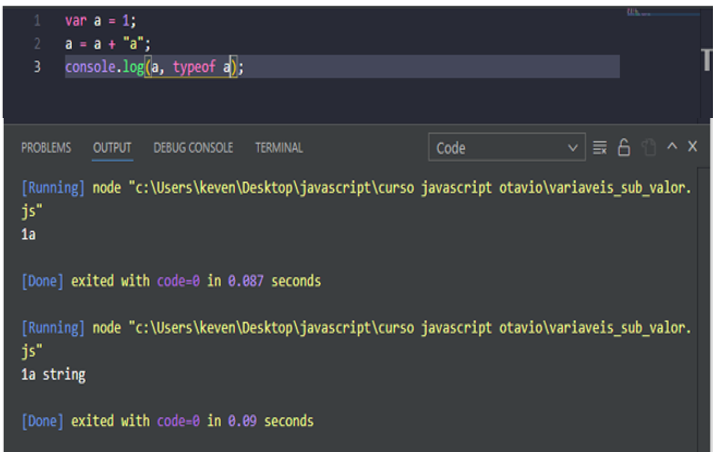 1 var a = 1;
2 a = a + "a";
3 console.log(a, typeof a);
T
PROBLEMS OUTPUT DEBUG CONSOLE TERMINAL Code
[Running] node "c:\Users\keven\Desktop\javascript\curso javascript otavio\variaveis_sub_valor.
js"
1a
[Done] exited with code=0 in 0.087 seconds
[Running] node "c:\Users\keven\Desktop\javascript\curso javascript otavio\variaveis_sub_valor.
js"
1a string
[Done] exited with code=0 in 0.09 seconds